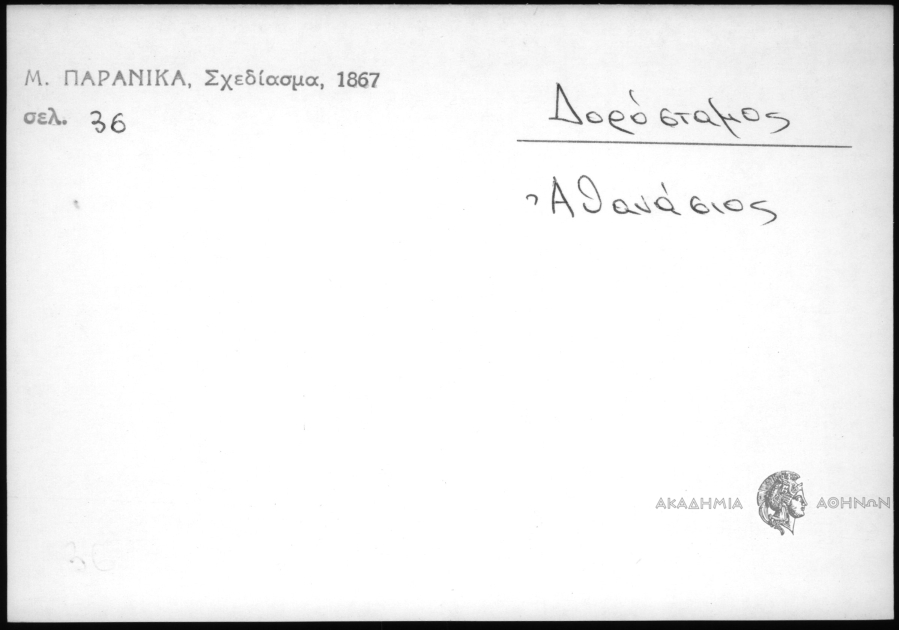 Μ. ΠΑΡΑΝΙΚΑ, Σχεδίασμα, 1867
σελ. 36
Δορόσταμος
Ἀθανάσιος
ΑΚΑΔΗΜΙΑ ΑΘΗΝΩΝ